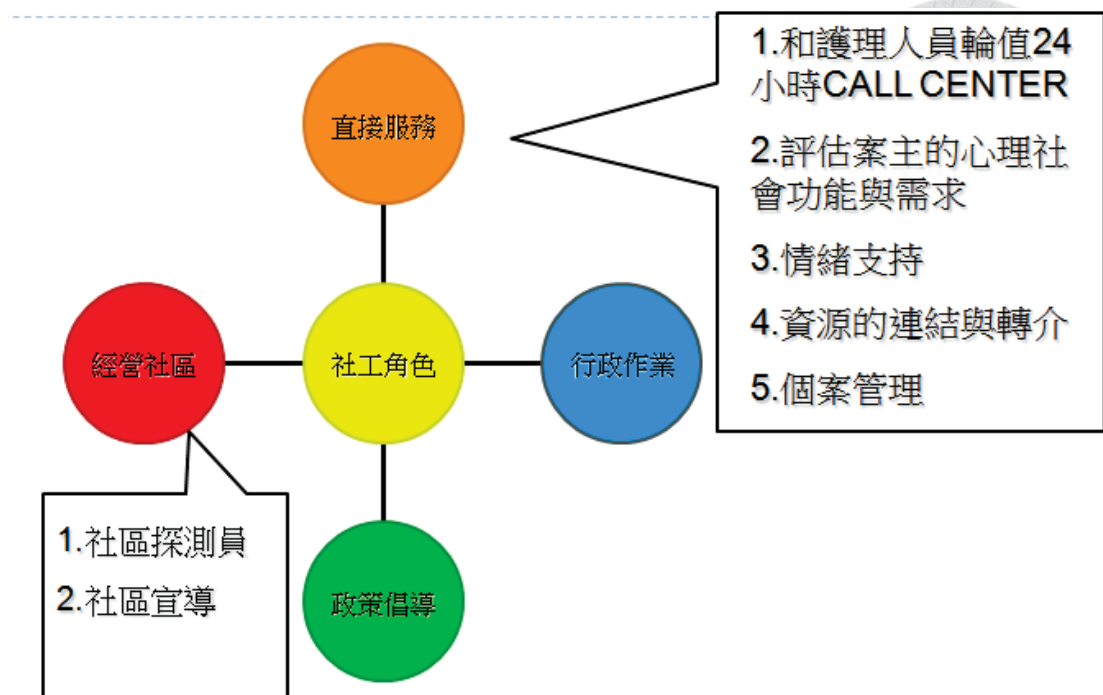 直接服務
經營社區
社工角色
行政作業
政策倡導
1.和護理人員輪值24
小時CALL CENTER
2.評估案主的心理社
會功能與需求
3.情緒支持
4.資源的連結與轉介
5.個案管理
1.社區探測員
2.社區宣導